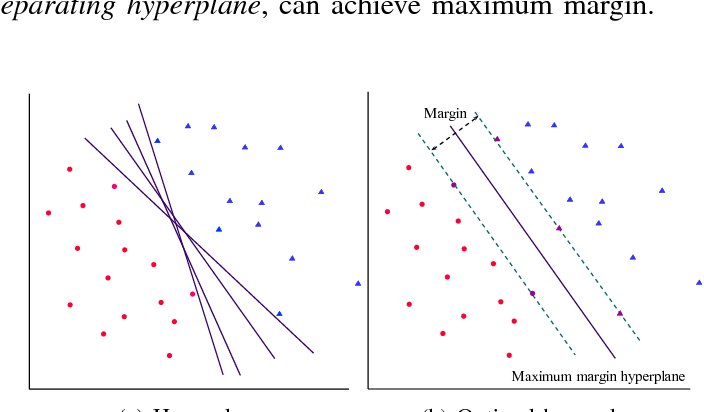 eparating hyperplane, can achieve maximum margin.
Margin
Maximum margin hyperplane